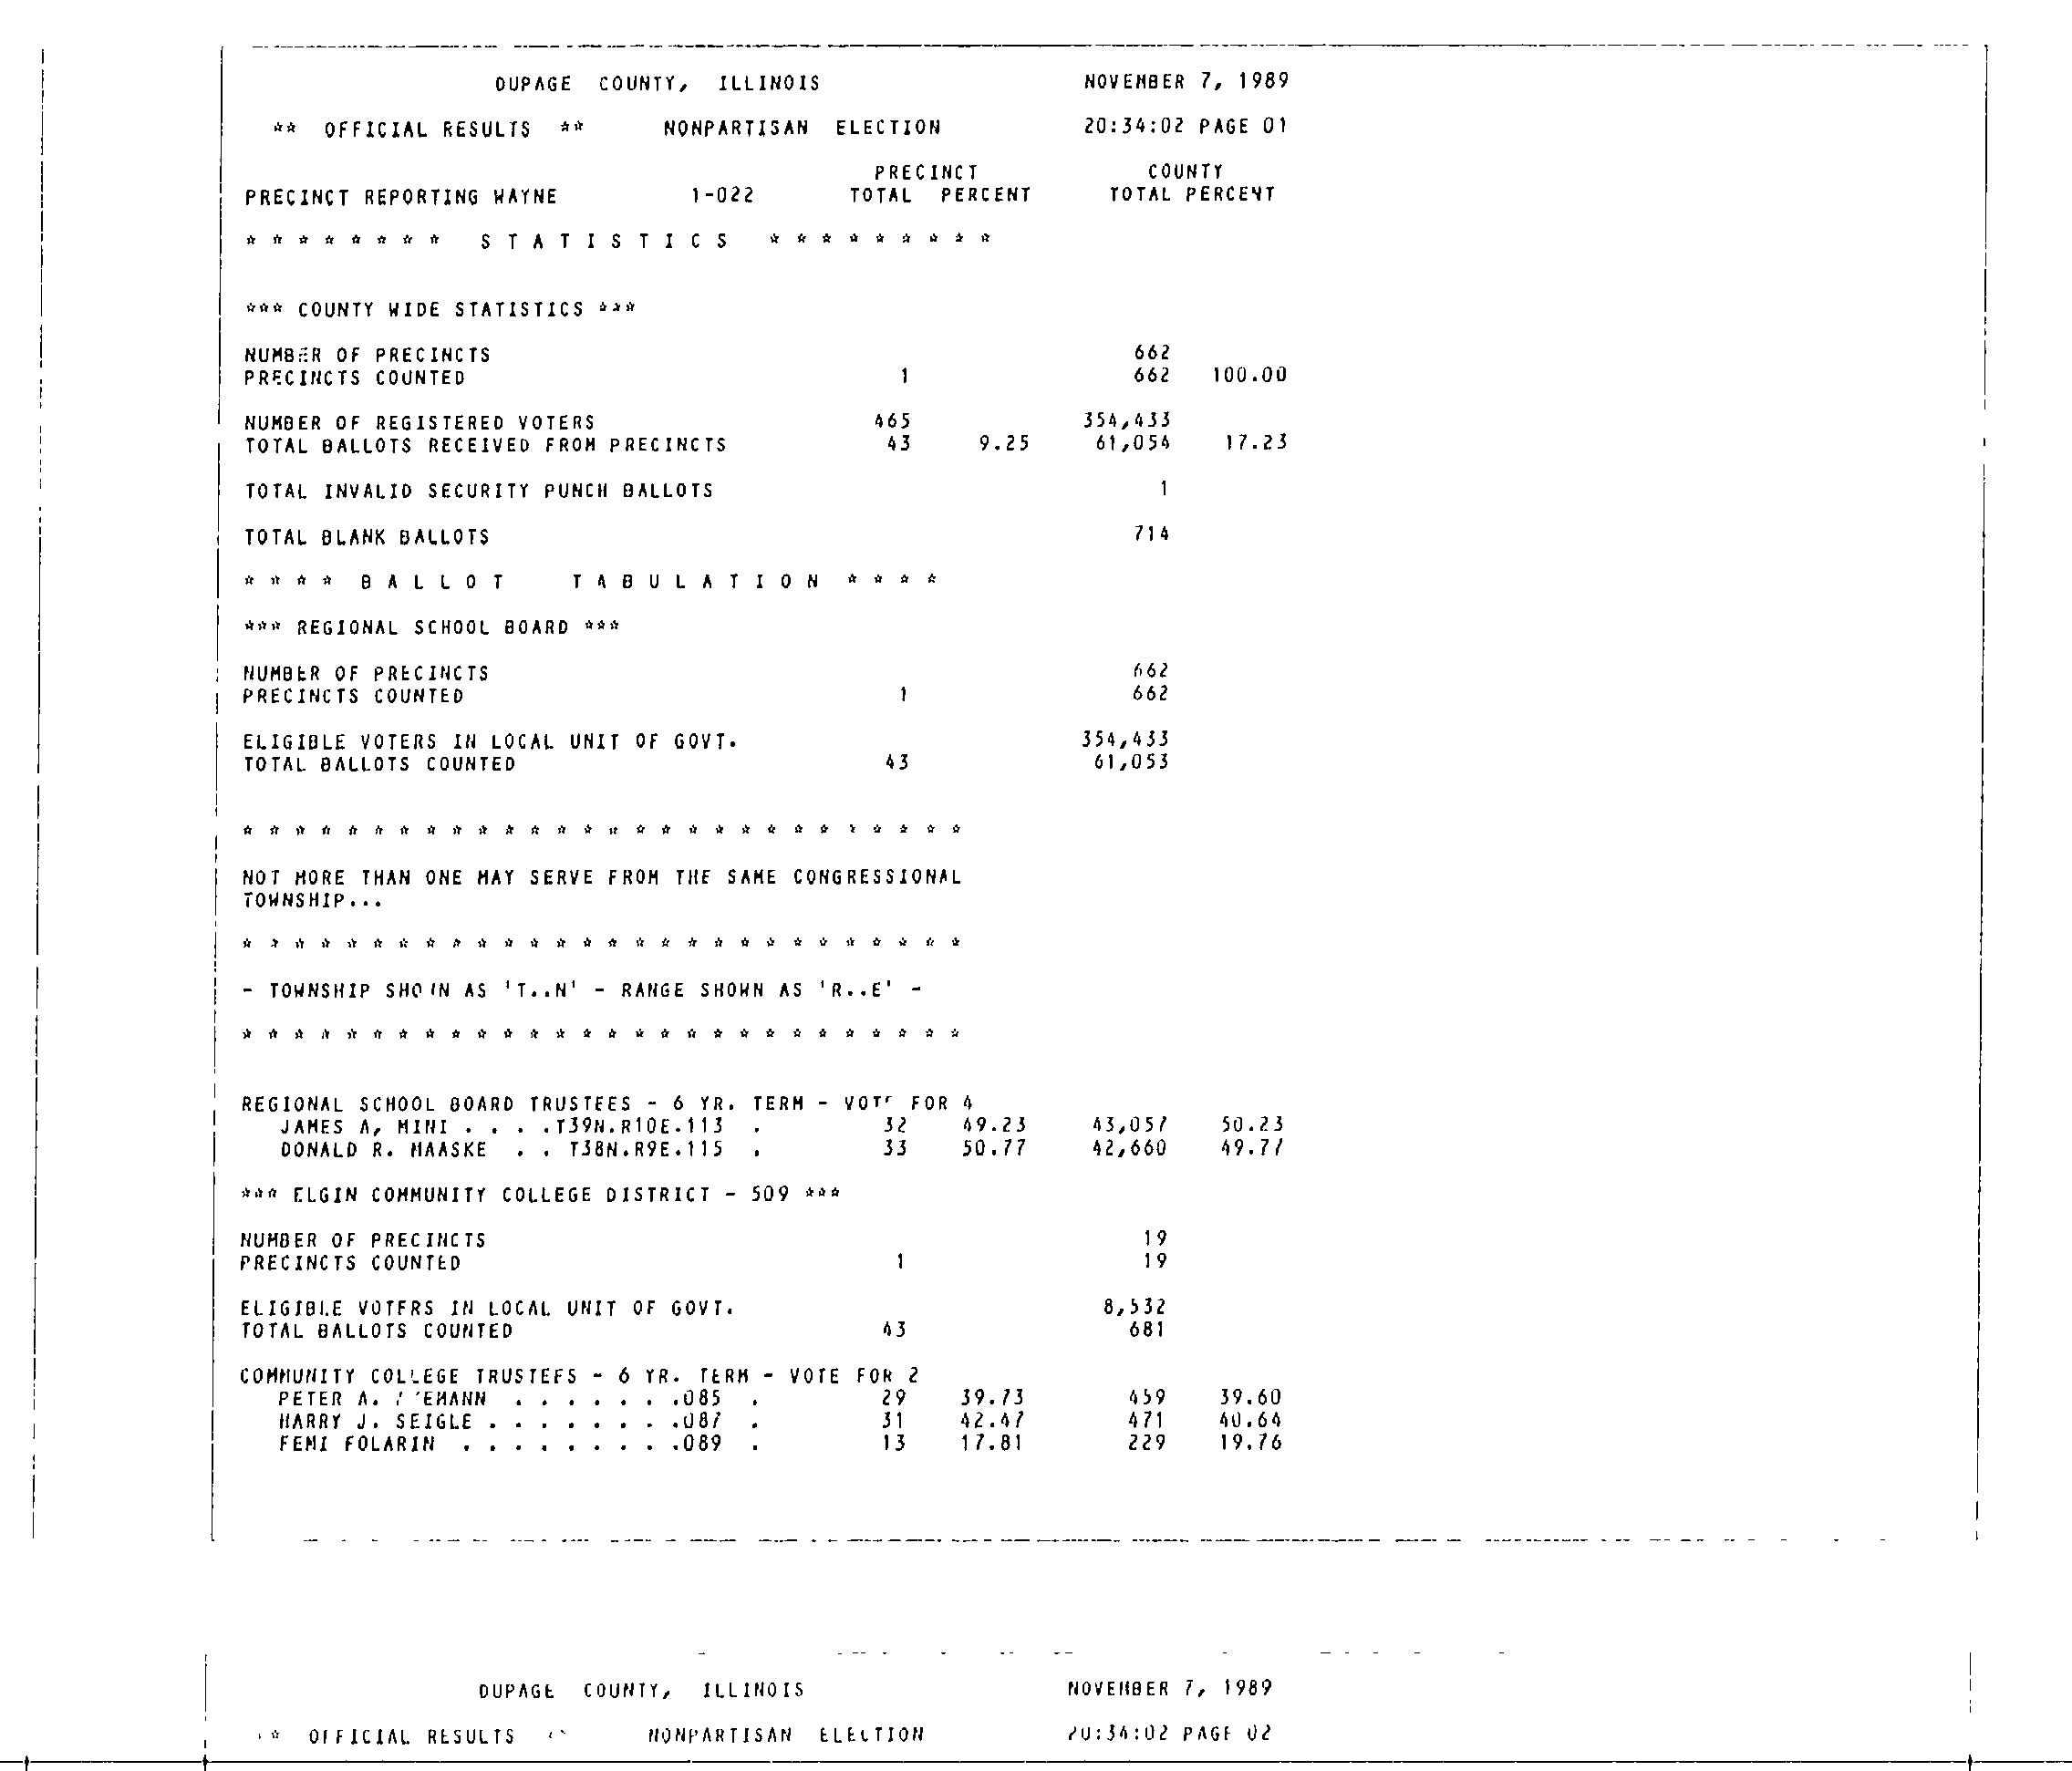 DUPAGE COUNTY, ILLINOIS NOVEMBER 7, 1989
** OFFICIAL RESULTS ** NONPARTISAN ELECTION 20:34:02 PAGE 01
PRECINCT COUNTY
PRECINCT REPORTING WAYNE 1-022 TOTAL PERCENT TOTAL PERCENT
* * * * * * * * S T A T I S T I C S * * * * * * * * *
*** COUNTY WIDE STATISTICS ***
NUMBER OF PRECINCTS 662
PRECINCTS COUNTED 1 662 100.00
NUMBER OF REGISTERED VOTERS 465 354,433
TOTAL BALLOTS RECEIVED FROM PRECINCTS 43 9.25 61,054 17.23
TOTAL INVALID SECURITY PUNCH BALLOTS 1
TOTAL BLANK BALLOTS 714
* * * * B A L L O T T A B U L A T I O N * * * *
*** REGIONAL SCHOOL BOARD ***
NUMBER OF PRECINCTS 662
PRECINCTS COUNTED 1 662
ELIGIBLE VOTERS IN LOCAL UNIT OF GOVT. 354,433
TOTAL BALLOTS COUNTED 43 61,053
* * * * * * * * * * * * * * * * * * * * * * * * * * * *
NOT MORE THAN ONE MAY SERVE FROM THE SAME CONGRESSIONAL
TOWNSHIP...
* * * * * * * * * * * * * * * * * * * * * * * * * * * *
- TOWNSHIP SHOWN AS 'T..N' - RANGE SHOWN AS 'R..E' -
* * * * * * * * * * * * * * * * * * * * * * * * * * * *
REGIONAL SCHOOL BOARD TRUSTEES - 6 YR. TERM - VOTE FOR 4
JAMES A, MINI . . . .T39N.R10E.113 . 32 49.23 43,057 50.23
DONALD R. MAASKE . . T38N.R9E.115 . 33 50.77 42,660 49.77
*** ELGIN COMMUNITY COLLEGE DISTRICT - 509 ***
NUMBER OF PRECINCTS 19
PRECINCTS COUNTED 1 19
ELIGIBLE VOTERS IN LOCAL UNIT OF GOVT. 8,532
TOTAL BALLOTS COUNTED 43 681
COMMUNITY COLLEGE TRUSTEES - 6 YR. TERM - VOTE FOR 2
PETER A. . . . . . . .085 . 29 39.73 459 39.60
HARRY J. SEIGLE . . . . . . . .087 . 31 42.47 471 40.64
FEMI FOLARIN . . . . . . . . .089 . 13 17.81 229 19.76
DUPAGE COUNTY, ILLINOIS NOVEMBER 7, 1989
OFFICIAL RESULTS NONPARTISAN ELECTION 20:34:02 PAGE 02